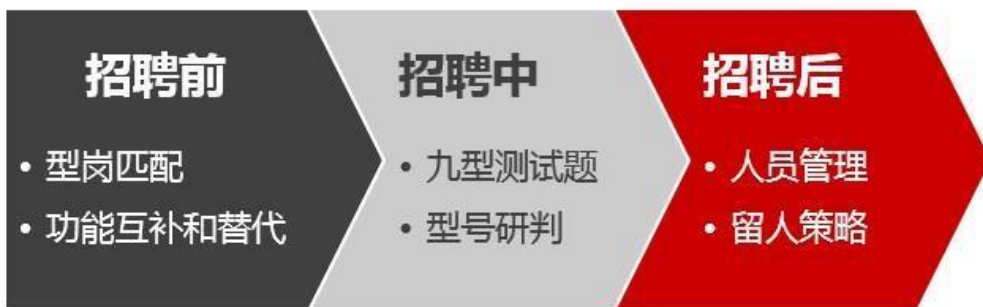 招聘前
• 型岗匹配
• 功能互补和替代
招聘中
• 九型测试题
• 型号研判
招聘后
• 人员管理
• 留人策略